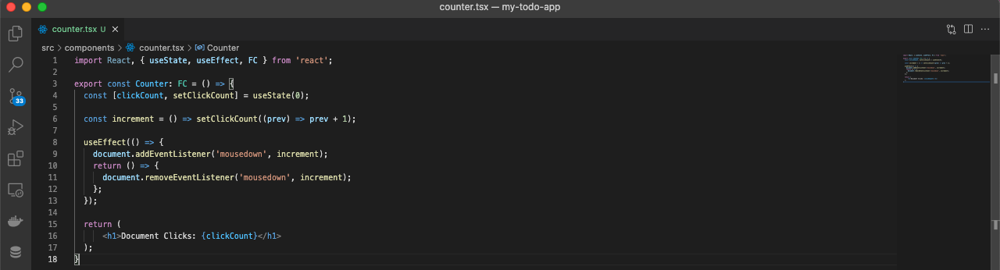 counter.tsx — my-todo-app
counter.tsx U
src > components > counter.tsx > Counter
33
1 import React, { useState, useEffect, FC } from 'react';
2
3 export const Counter: FC = () => {
4 const [clickCount, setClickCount] = useState(0);
5
6 const increment = () => setClickCount((prev) => prev + 1);
7
8 useEffect(() => {
9 document.addEventListener('mousedown', increment);
10 return () => {
11 document.removeEventListener('mousedown', increment);
12 };
13 });
14
15 return (
16 <h1>Document Clicks: {clickCount}</h1>
17 );
18 }